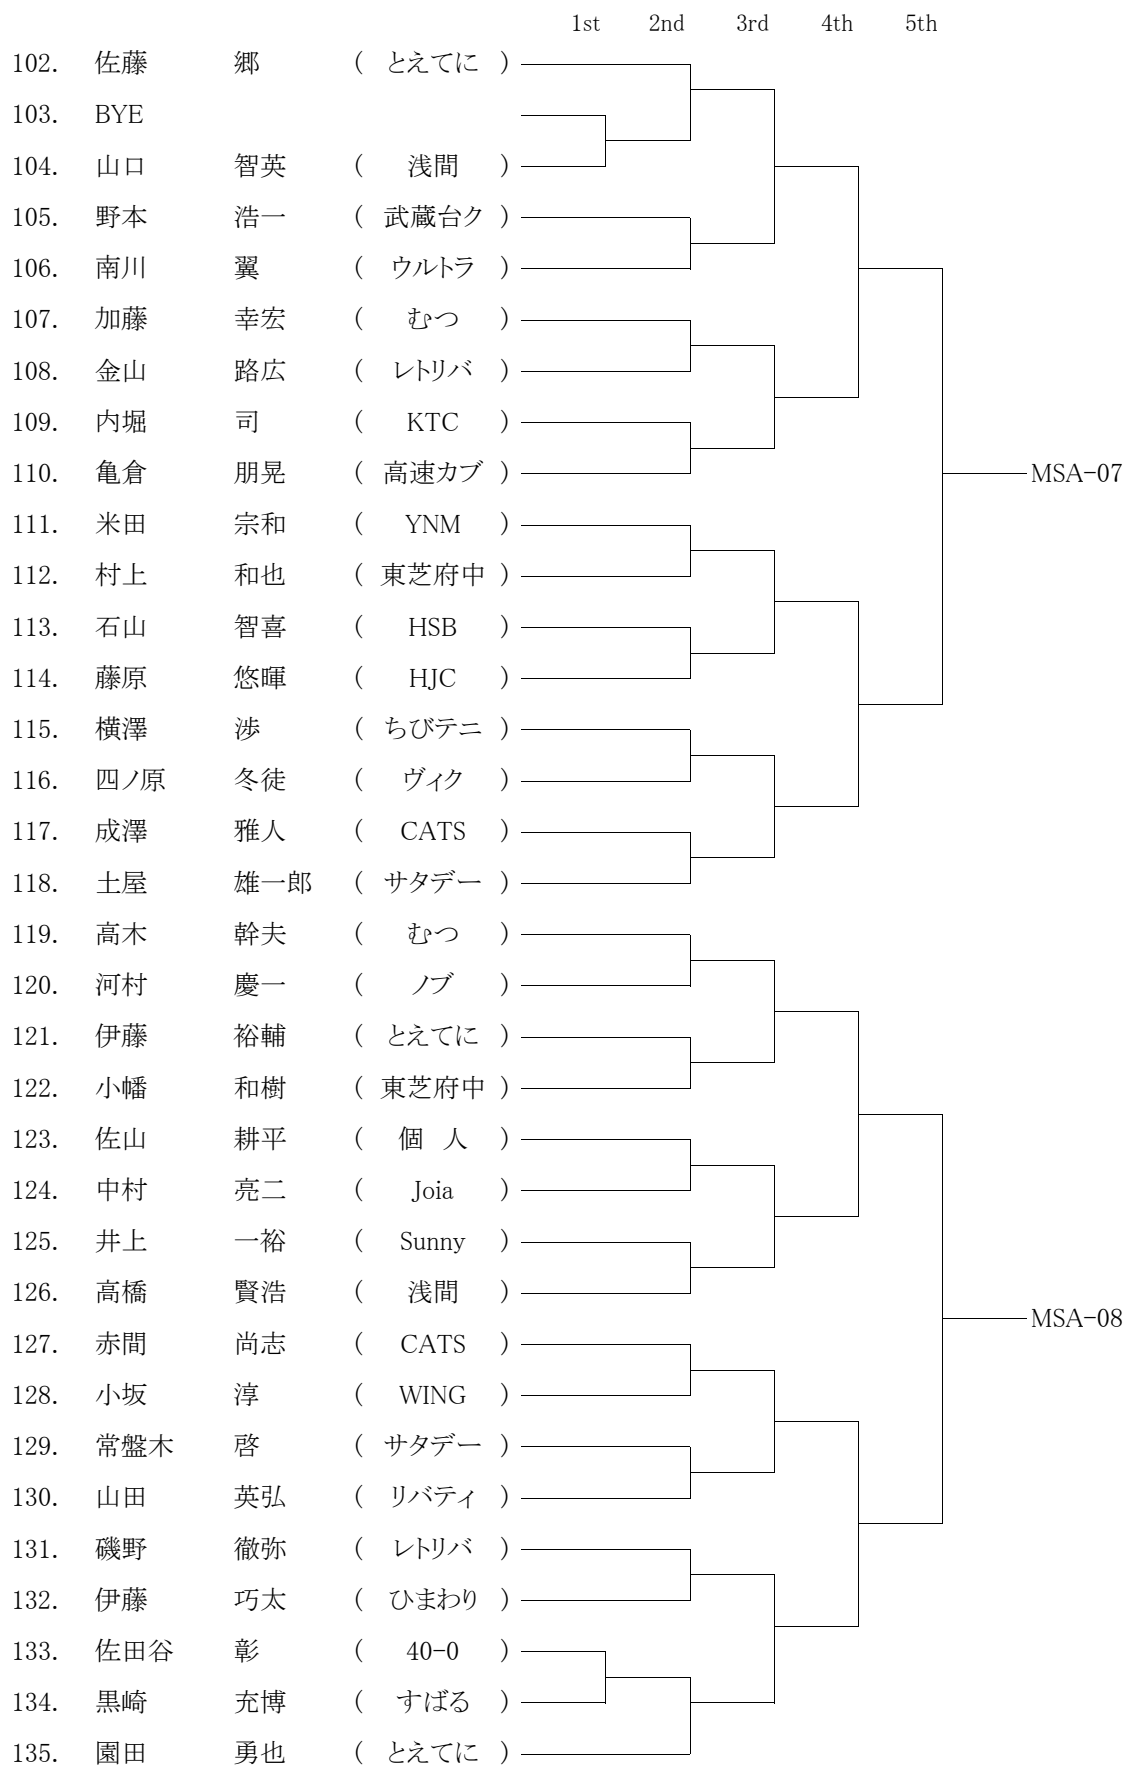 1st 2nd 3rd 4th 5th
102. 佐藤 郷 ( とえてに )
103. BYE
104. 山口 智英 ( 浅間 )
105. 野本 浩一 ( 武蔵台ク )
106. 南川 翼 ( ウルトラ )
107. 加藤 幸宏 ( むつ )
108. 金山 路広 ( レトリバ )
109. 内堀 司 ( KTC )
110. 亀倉 朋晃 ( 高速カブ ) MSA-07
111. 米田 宗和 ( YNM )
112. 村上 和也 ( 東芝府中 )
113. 石山 智喜 ( HSB )
114. 藤原 悠暉 ( HJC )
115. 横澤 渉 ( ちびテニ )
116. 四ノ原 冬徒 ( ヴィク )
117. 成澤 雅人 ( CATS )
118. 土屋 雄一郎 ( サタデー )
119. 高木 幹夫 ( むつ )
120. 河村 慶一 ( ノブ )
121. 伊藤 裕輔 ( とえてに )
122. 小幡 和樹 ( 東芝府中 )
123. 佐山 耕平 ( 個 人 )
124. 中村 亮二 ( Joia )
125. 井上 一裕 ( Sunny )
126. 高橋 賢浩 ( 浅間 ) MSA-08
127. 赤間 尚志 ( CATS )
128. 小坂 淳 ( WING )
129. 常盤木 啓 ( サタデー )
130. 山田 英弘 ( リバティ )
131. 磯野 徹弥 ( レトリバ )
132. 伊藤 巧太 ( ひまわり )
133. 佐田谷 彰 ( 40-0 )
134. 黒崎 充博 ( すばる )
135. 園田 勇也 ( とえてに )